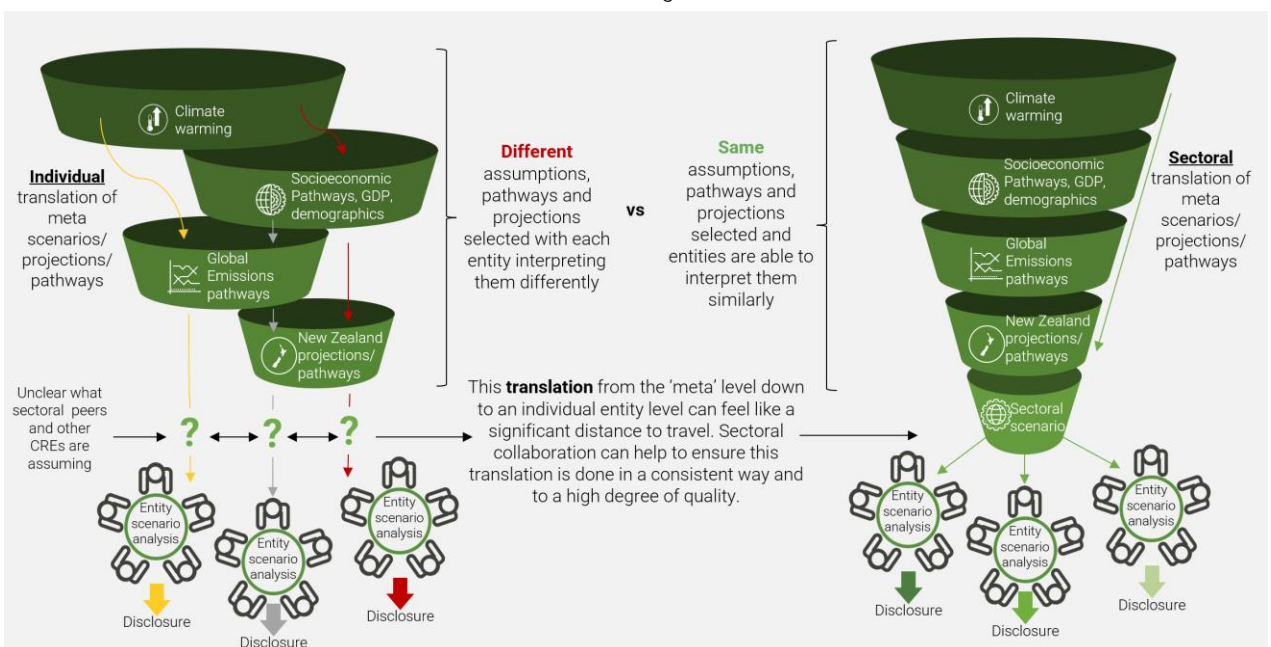 Climate
warming
Individual
translation of
meta
scenarios/
projections/
pathways
Socioeconomic
Pathways, GDP,
demographics
Global
Emissions
pathways
New Zealand
projections/
pathways
Different
assumptions,
pathways and
projections
selected with each
entity interpreting
them differently
vs
Same
assumptions,
pathways and
projections
selected and
entities are able to
interpret them
similarly
Climate
warming
Socioeconomic
Pathways, GDP,
demographics
Global
Emissions
pathways
New Zealand
projections/
pathways
Sectoral
scenario
Sectoral
translation of
meta
scenarios/
projections/
pathways
Unclear what
sectoral peers
and other
CREs are
assuming
? ? ?
This translation from the 'meta' level down
to an individual entity level can feel like a
significant distance to travel. Sectoral
collaboration can help to ensure this
translation is done in a consistent way and
to a high degree of quality.
Entity
scenario
analysis
Disclosure
Entity
scenario
analysis
Disclosure
Entity
scenario
analysis
Disclosure
Entity
scenario
analysis
Disclosure
Entity
scenario
analysis
Disclosure
Entity
scenario
analysis
Disclosure